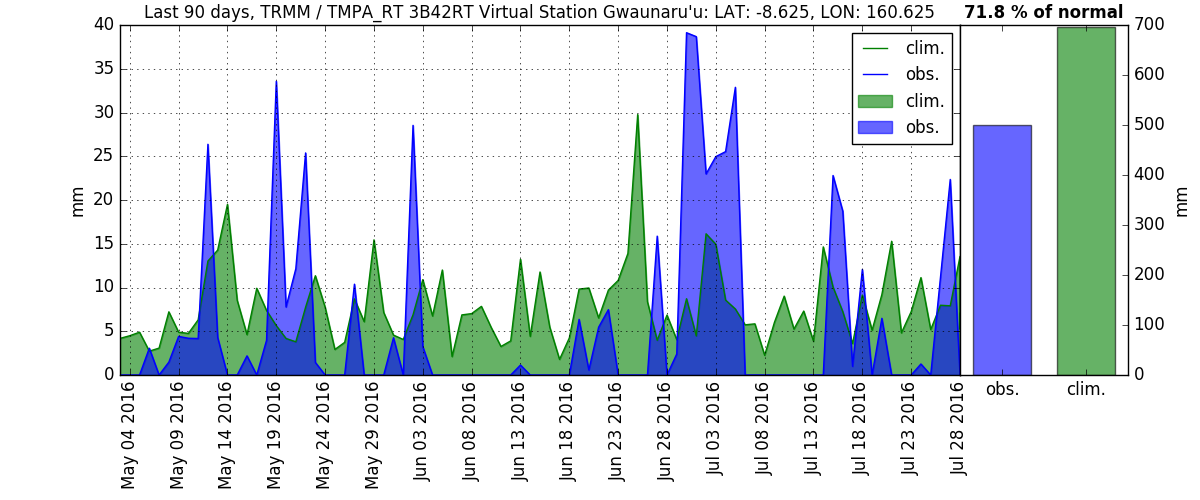 Last 90 days, TRMM / TMPA_RT 3B42RT Virtual Station Gwaunaru'u: LAT: -8.625, LON: 160.625
71.8 % of normal
40
35
30
25
20
15
10
5
0
mm
clim.
obs.
clim.
obs.
700
600
500
400
300
200
100
0
mm
May 04 2016
May 09 2016
May 14 2016
May 19 2016
May 24 2016
May 29 2016
Jun 03 2016
Jun 08 2016
Jun 13 2016
Jun 18 2016
Jun 23 2016
Jun 28 2016
Jul 03 2016
Jul 08 2016
Jul 13 2016
Jul 18 2016
Jul 23 2016
Jul 28 2016
obs.
clim.